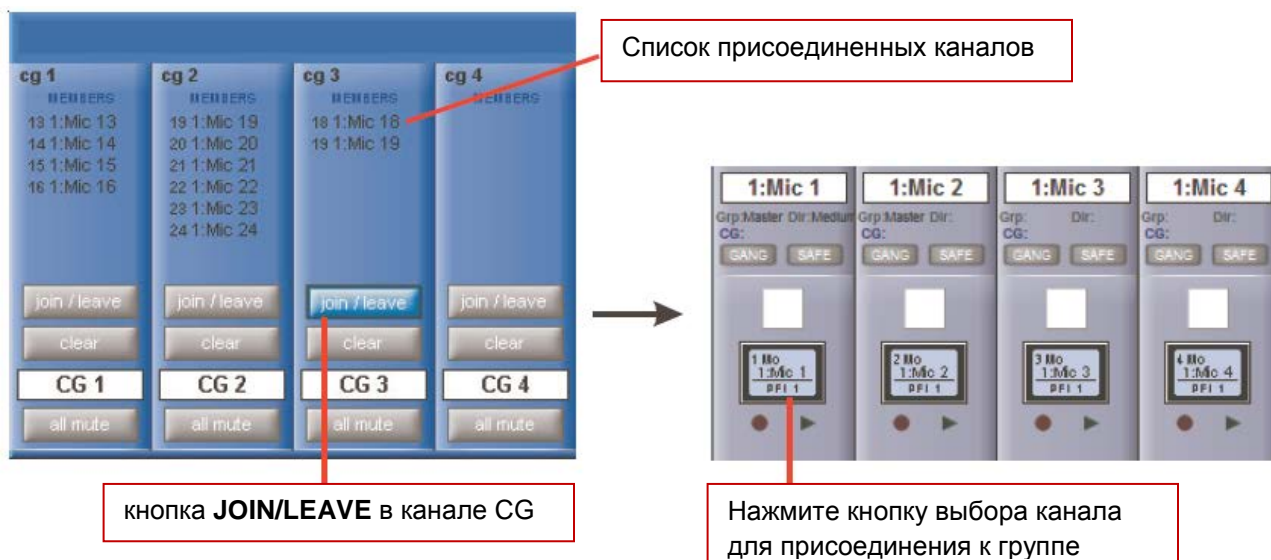 Список присоединенных каналов
cg 1
MEMBERS
13 1:Mic 13
14 1:Mic 14
15 1:Mic 15
16 1:Mic 16
join / leave
clear
CG 1
all mute
cg 2
MEMBERS
19 1:Mic 19
20 1:Mic 20
21 1:Mic 21
22 1:Mic 22
23 1:Mic 23
24 1:Mic 24
join / leave
clear
CG 2
all mute
cg 3
MEMBERS
18 1:Mic 18
19 1:Mic 19
join / leave
clear
CG 3
all mute
cg 4
MEMBERS
join / leave
clear
CG 4
all mute
кнопка JOIN/LEAVE в канале CG
1:Mic 1
Grp:Master Dir:Medium
CG:
GANG SAFE
1 Mo
1:Mic 1
PFL 1
1:Mic 2
Grp:Master Dir:
CG:
GANG SAFE
2 Mo
1:Mic 2
PFL 1
1:Mic 3
Grp: Dir:
CG:
GANG SAFE
3 Mo
1:Mic 3
PFL 1
1:Mic 4
Grp: Dir:
CG:
GANG SAFE
4 Mo
1:Mic 4
PFL 1
Нажмите кнопку выбора канала
для присоединения к группе